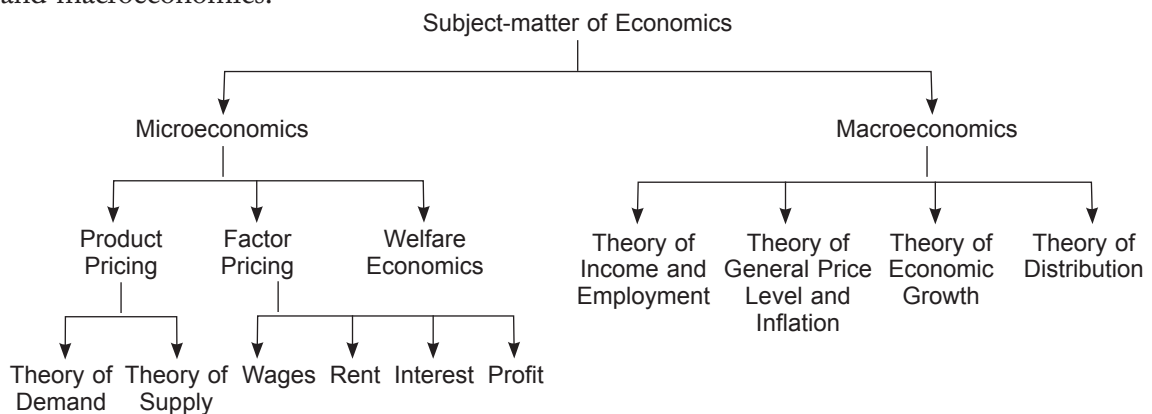 and macroeconomics.
Subject-matter of Economics
Microeconomics
Macroeconomics
Product
Pricing
Factor
Pricing
Welfare
Economics
Theory of
Income and
Employment
Theory of
General Price
Level and
Inflation
Theory of
Economic
Growth
Theory of
Distribution
Theory of
Demand
Theory of
Supply
Wages
Rent
Interest
Profit